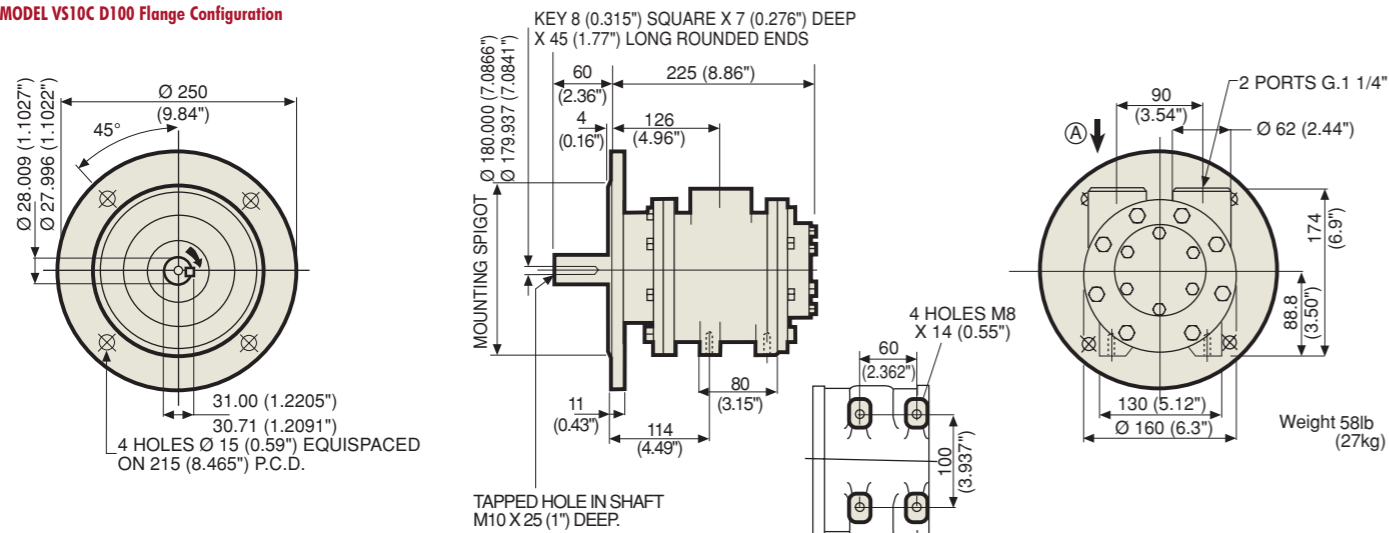 MODEL VS10C D100 Flange Configuration
Ø 28.009 (1.1027")
Ø 27.996 (1.1022")
Ø 250
(9.84")
45°
31.00 (1.2205")
30.71 (1.2091")
4 HOLES Ø 15 (0.59") EQUISPACED
ON 215 (8.465") P.C.D.
KEY 8 (0.315") SQUARE X 7 (0.276") DEEP
X 45 (1.77") LONG ROUNDED ENDS
Ø 180.000 (7.0866")
Ø 179.937 (7.0841")
MOUNTING SPIGOT
60
(2.36")
225 (8.86")
4
(0.16")
126
(4.96")
11
(0.43")
114
(4.49")
80
(3.15")
TAPPED HOLE IN SHAFT
M10 X 25 (1") DEEP.
4 HOLES M8
X 14 (0.55")
60
(2.362")
100
(3.937")
A
90
(3.54")
2 PORTS G.1 1/4"
Ø 62 (2.44")
174
(6.9")
88.8
(3.50")
130 (5.12")
Ø 160 (6.3")
Weight 58lb
(27kg)